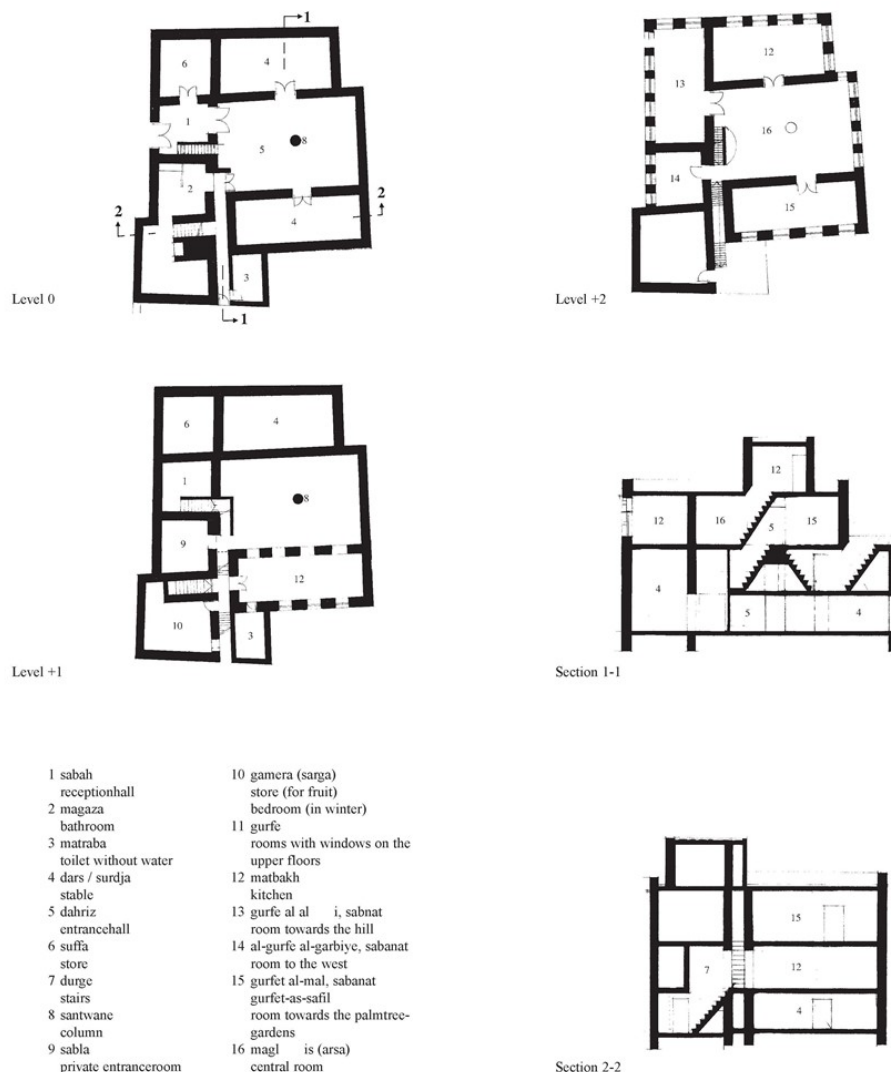 1
6
4
1
5
8
2
2
2
4
3
Level 0
1
12
13
16
14
15
Level +2
6
4
1
8
9
12
10
3
Level +1
12
12
16
5
15
4
5
4
Section 1-1
1 sabah
receptionhall
2 magaza
bathroom
3 matraba
toilet without water
4 dars / surdja
stable
5 dahriz
entrancehall
6 suffa
store
7 durge
stairs
8 santwane
column
9 sabla
private entranceroom
10 gamera (sarga)
store (for fruit)
bedroom (in winter)
11 gurfe
rooms with windows on the
upper floors
12 matbakh
kitchen
13 gurfe al al i, sabnat
room towards the hill
14 al-gurfe al-garbiye, sabanat
room to the west
15 gurfet al-mal, sabanat
gurfet-as-safil
room towards the palmtree-
gardens
16 magl is (arsa)
central room
15
7
12
4
Section 2-2